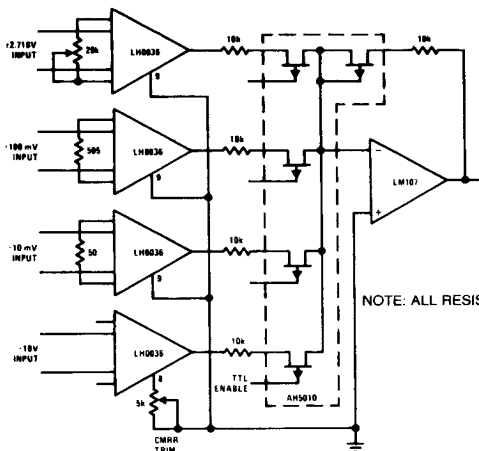 ±2.718V
INPUT
20k
LH0036
9
10k
10k
·100 mV
INPUT
505
LH0036
9
10k
LM107
·10 mV
INPUT
50
LH0036
9
10k
NOTE: ALL RESIS
·10V
INPUT
LH0036
8
10k
5k
TTL
ENABLE
AH5010
CMRR
TRIM